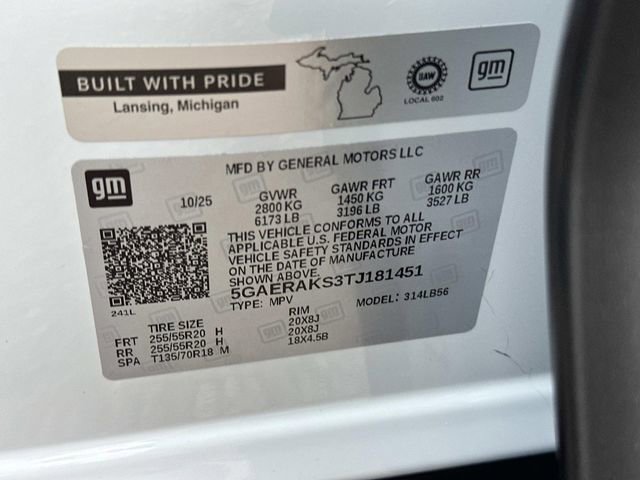 BUILT WITH PRIDE
Lansing, Michigan
UAW
LOCAL 602
gm
gm
MFD BY GENERAL MOTORS LLC
10/25 GVWR GAWR FRT GAWR RR
2800 KG 1450 KG 1600 KG
6173 LB 3196 LB 3527 LB
THIS VEHICLE CONFORMS TO ALL
APPLICABLE U.S. FEDERAL MOTOR
VEHICLE SAFETY STANDARDS IN EFFECT
ON THE DATE OF MANUFACTURE
SHOWN ABOVE.
5GAERAKS3TJ181451
TYPE: MPV MODEL: 314LB56
241L
TIRE SIZE RIM
FRT 255/55R20 H 20X8J
RR 255/55R20 H 20X8J
SPA T135/70R18 M 18X4.5B